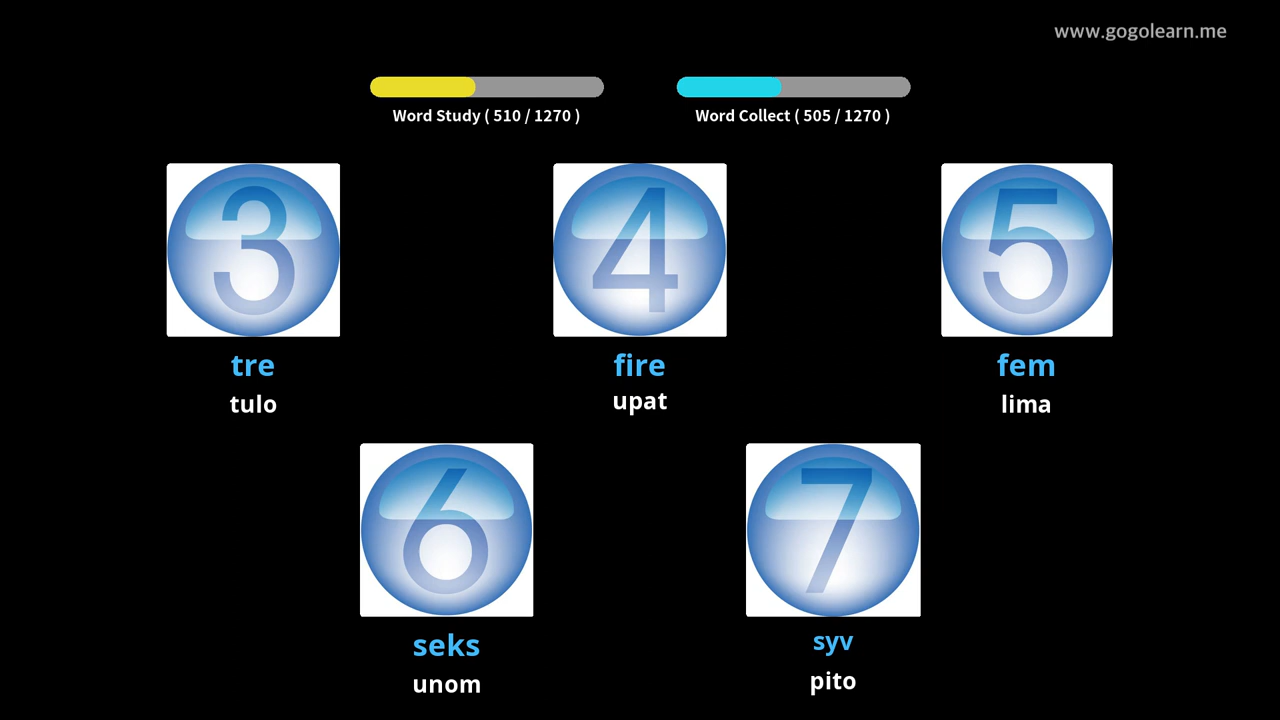 www.gogolearn.me
Word Study ( 510 / 1270 )
Word Collect ( 505 / 1270 )
3
4
5
tre
fire
fem
tulo
upat
lima
6
7
seks
syv
unom
pito